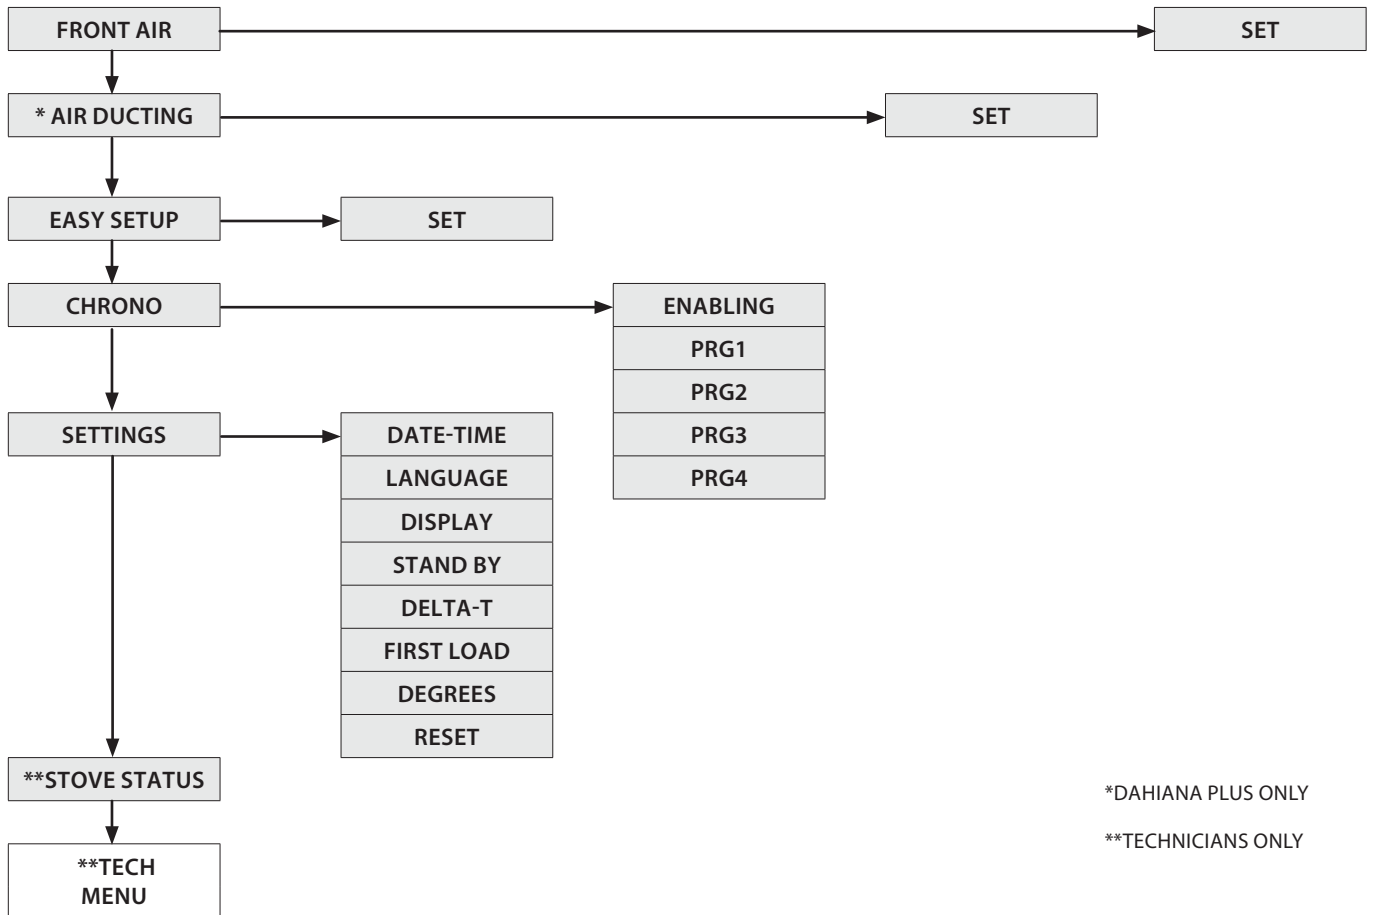 FRONT AIR
SET
* AIR DUCTING
SET
EASY SETUP
SET
CHRONO
ENABLING
PRG1
PRG2
PRG3
PRG4
SETTINGS
DATE-TIME
LANGUAGE
DISPLAY
STAND BY
DELTA-T
FIRST LOAD
DEGREES
RESET
**STOVE STATUS
**TECH
MENU
*DAHIANA PLUS ONLY
**TECHNICIANS ONLY